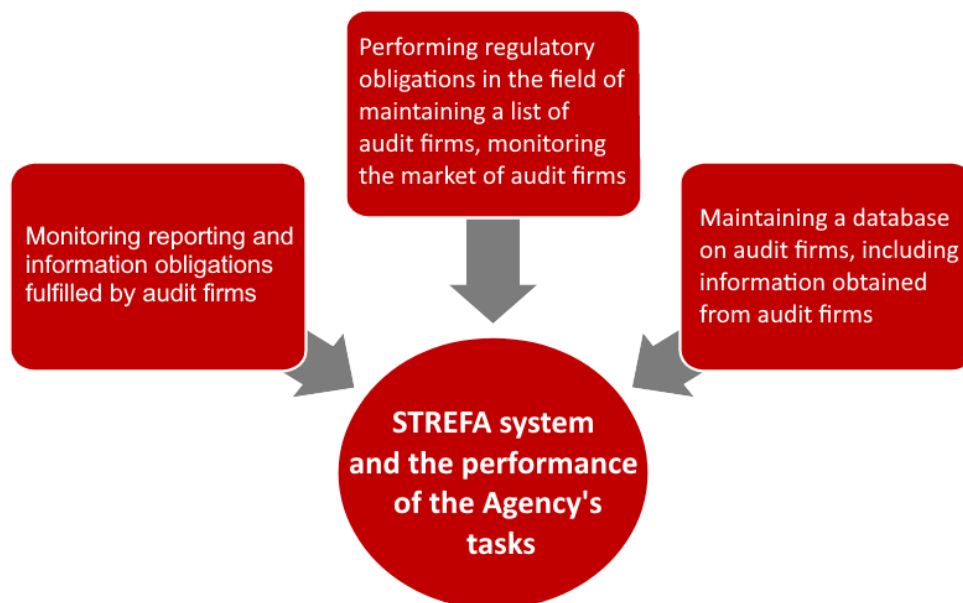 Performing regulatory
obligations in the field of
maintaining a list of
audit firms, monitoring
the market of audit firms
Monitoring reporting and
information obligations
fulfilled by audit firms
Maintaining a database
on audit firms, including
information obtained
from audit firms
STREFA system
and the performance
of the Agency's
tasks